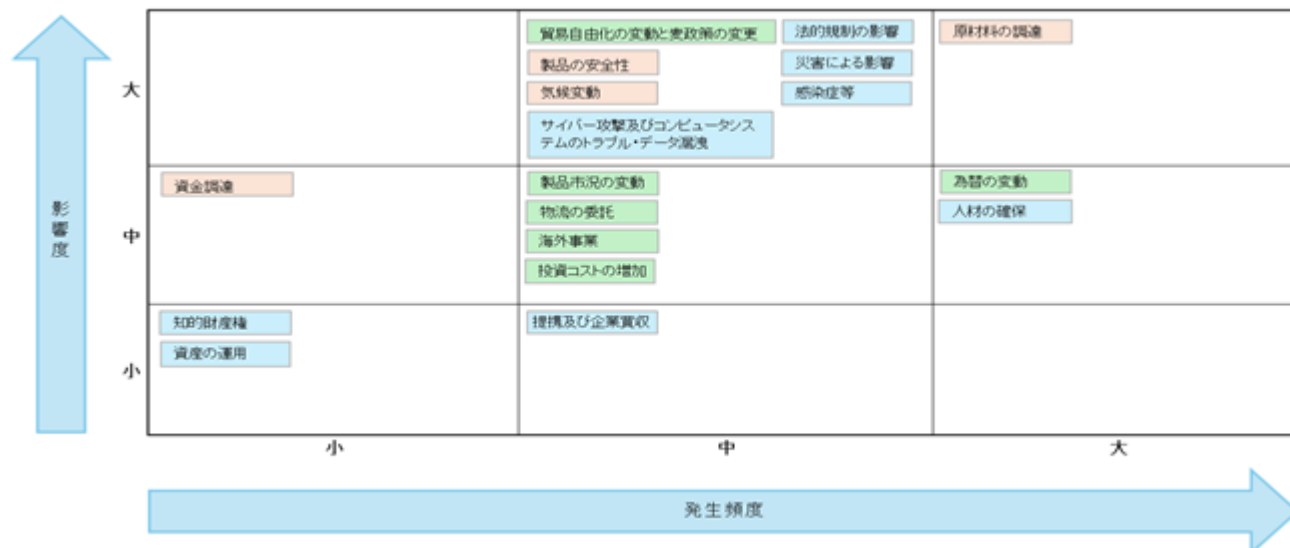 貿易自由化の変動と麦政策の変更
法的規制の影響
原材料の調達
製品の安全性
災害による影響
大
気候変動
感染症等
サイバー攻撃及びコンピュータシス
テムのトラブル・データ漏洩
資金調達
製品市況の変動
為替の変動
影響度
中
物流の委託
人材の確保
海外事業
投資コストの増加
知的財産権
提携及び企業買収
資産の運用
小
小
中
大
発生頻度